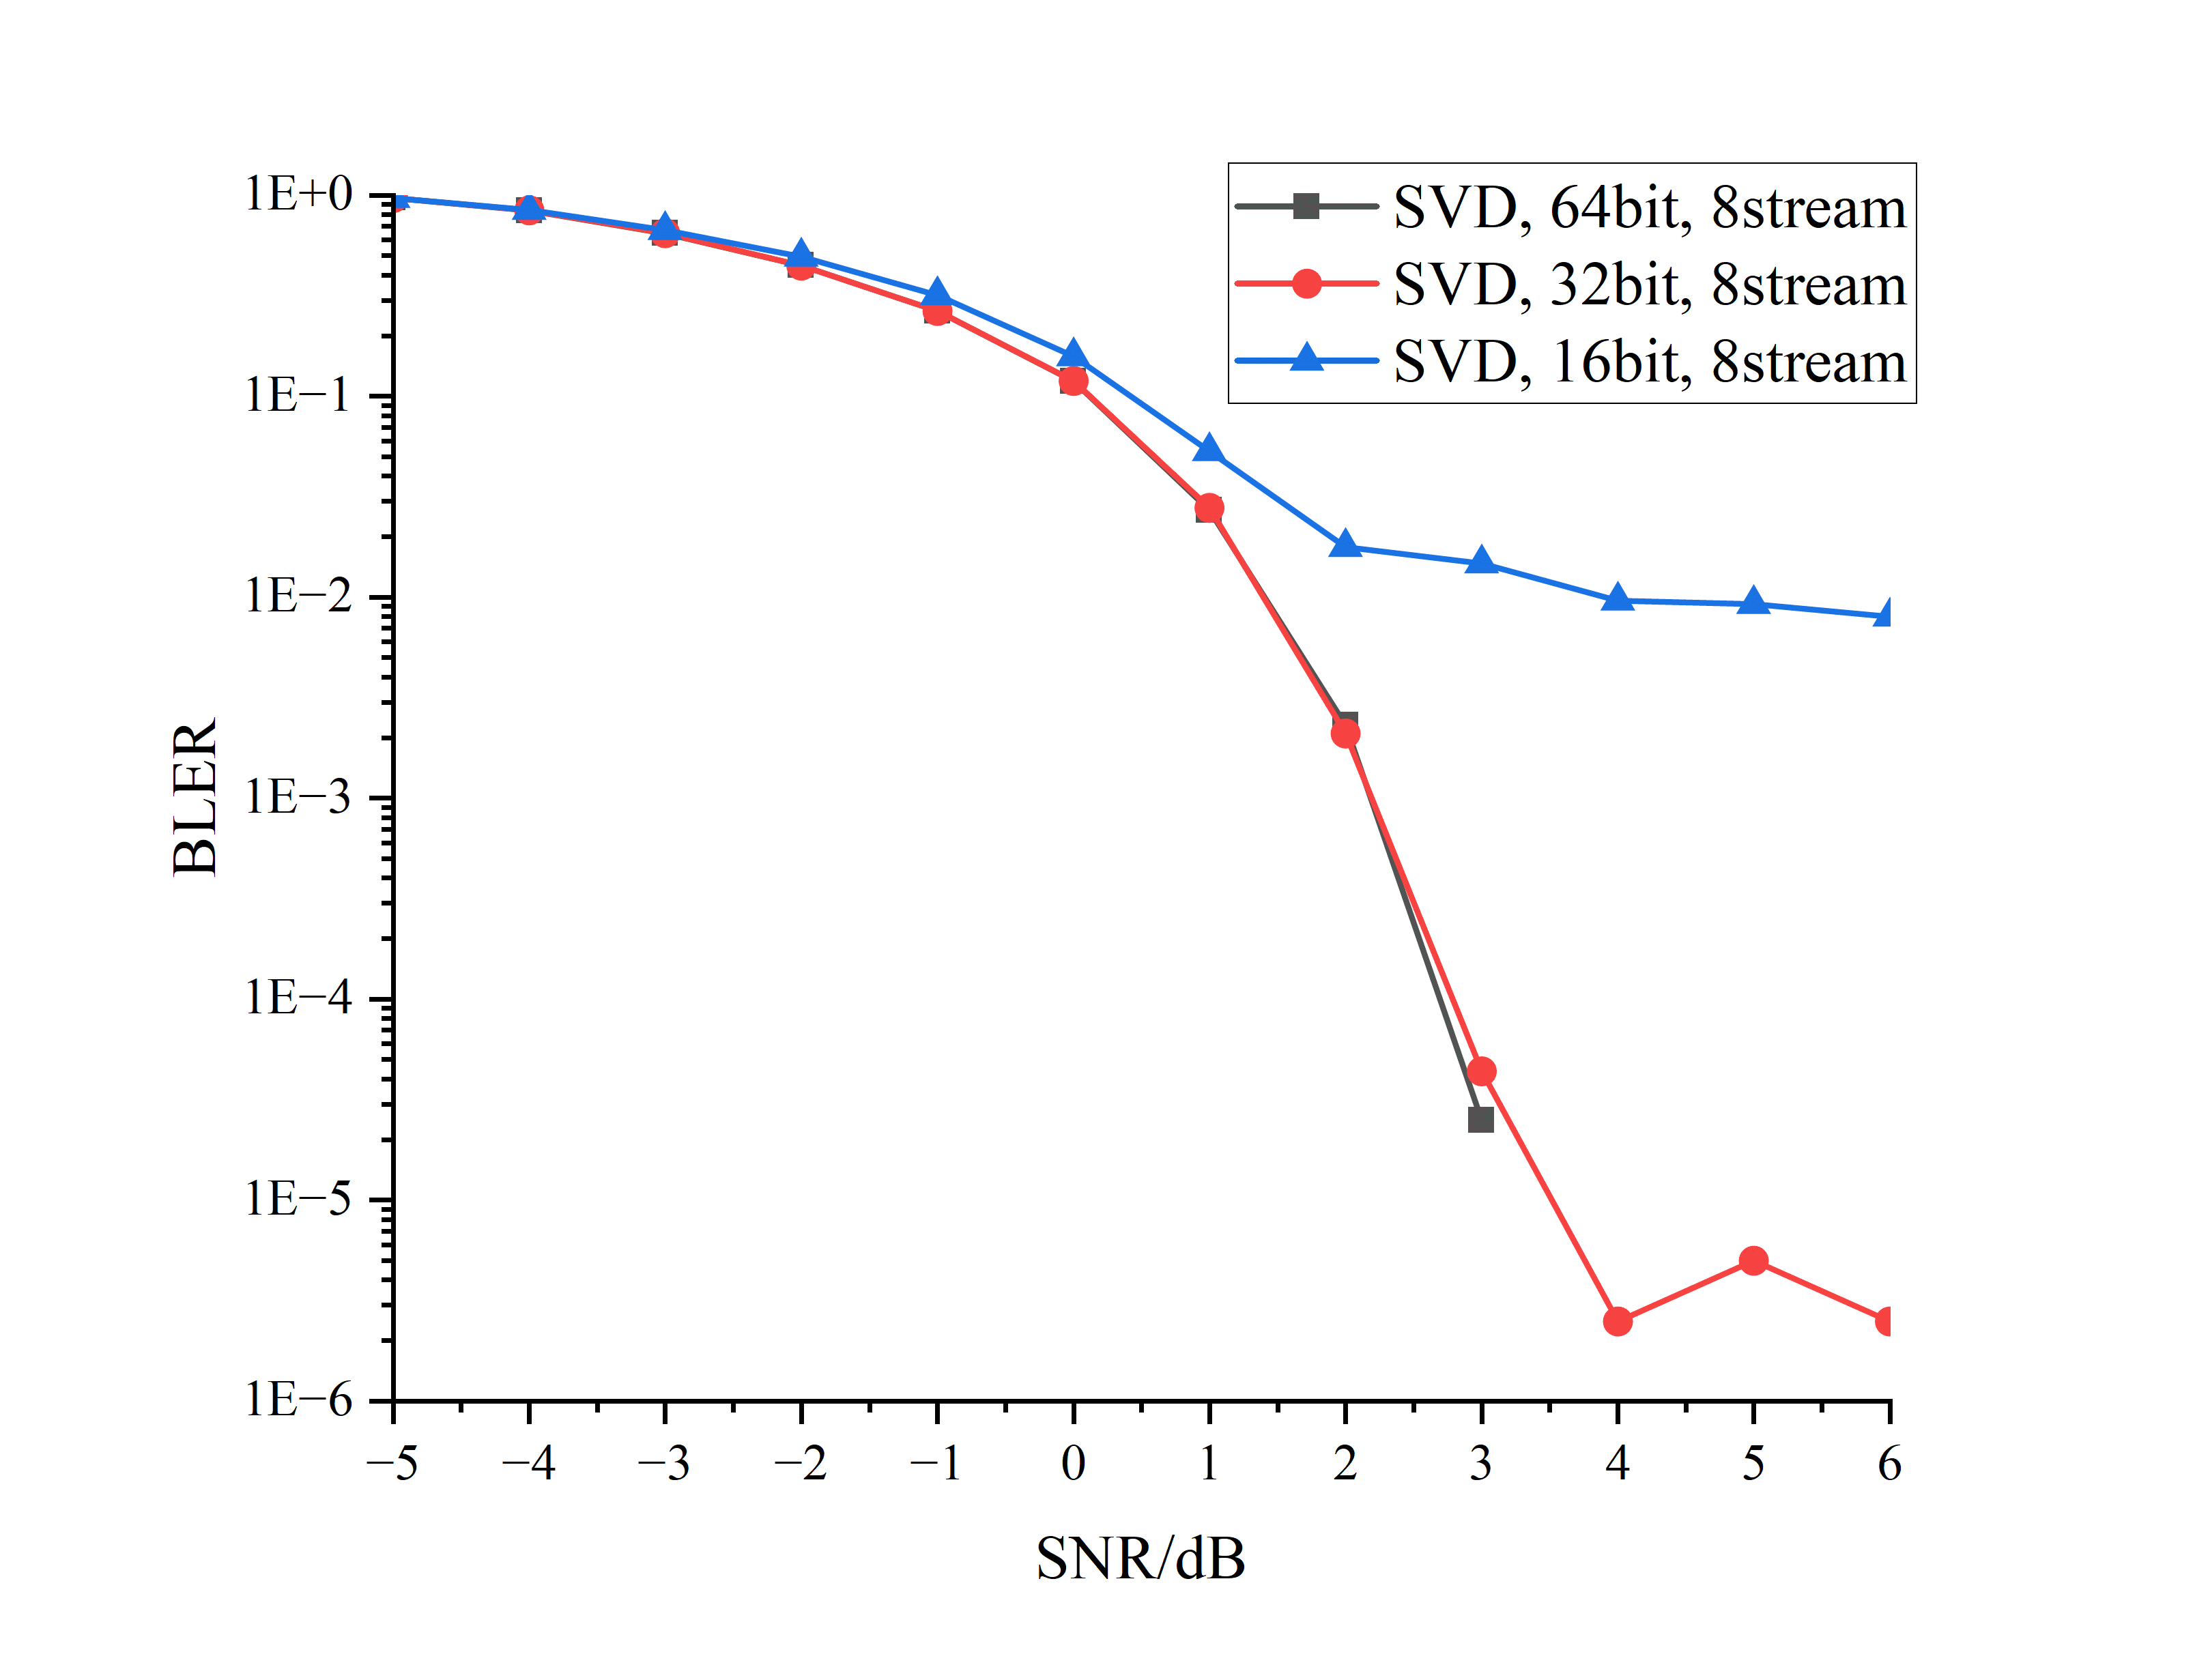 SVD, 64bit, 8stream
SVD, 32bit, 8stream
SVD, 16bit, 8stream
1E+0
1E−1
1E−2
1E−3
1E−4
1E−5
1E−6
BLER
−5 −4 −3 −2 −1 0 1 2 3 4 5 6
SNR/dB